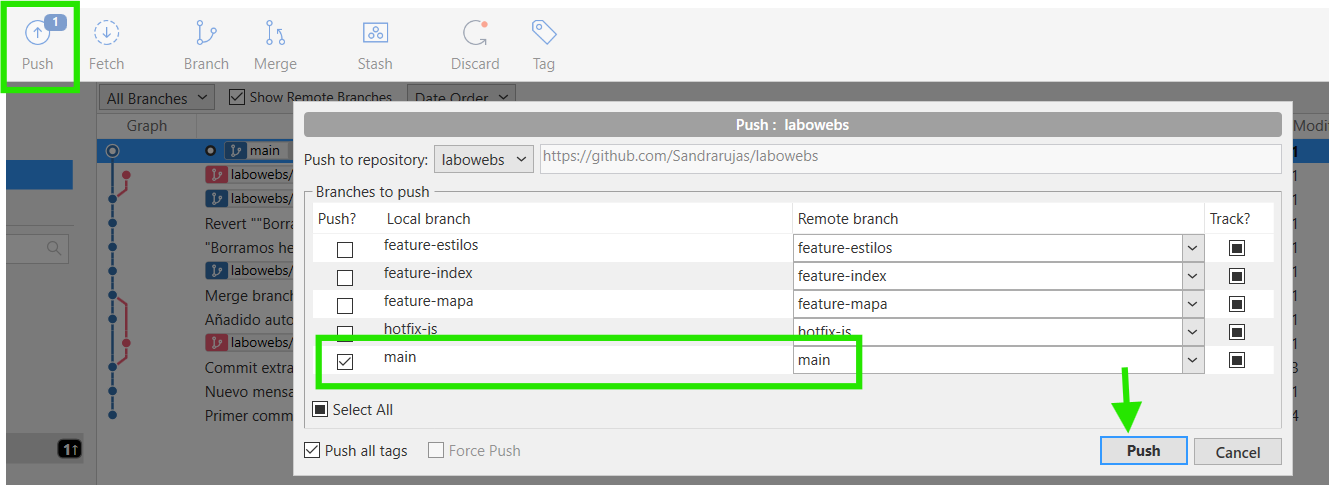 1
Push Fetch Branch Merge Stash Discard Tag
All Branches Show Remote Branches Date Order
Graph
main
labowebs/
labowebs/
Revert ""Borra
"Borramos he
labowebs/
Merge branch
Añadido auto
labowebs/
Commit extra
Nuevo mensa
Primer comm
1↑
Push : labowebs
Push to repository: labowebs https://github.com/Sandrarujas/labowebs
Branches to push
Push? Local branch Remote branch Track?
feature-estilos feature-estilos
feature-index feature-index
feature-mapa feature-mapa
hotfix-js hotfix-js
main main
Select All
Push all tags Force Push Push Cancel
Modi
1
1
1
1
1
1
1
1
1
3
1
4